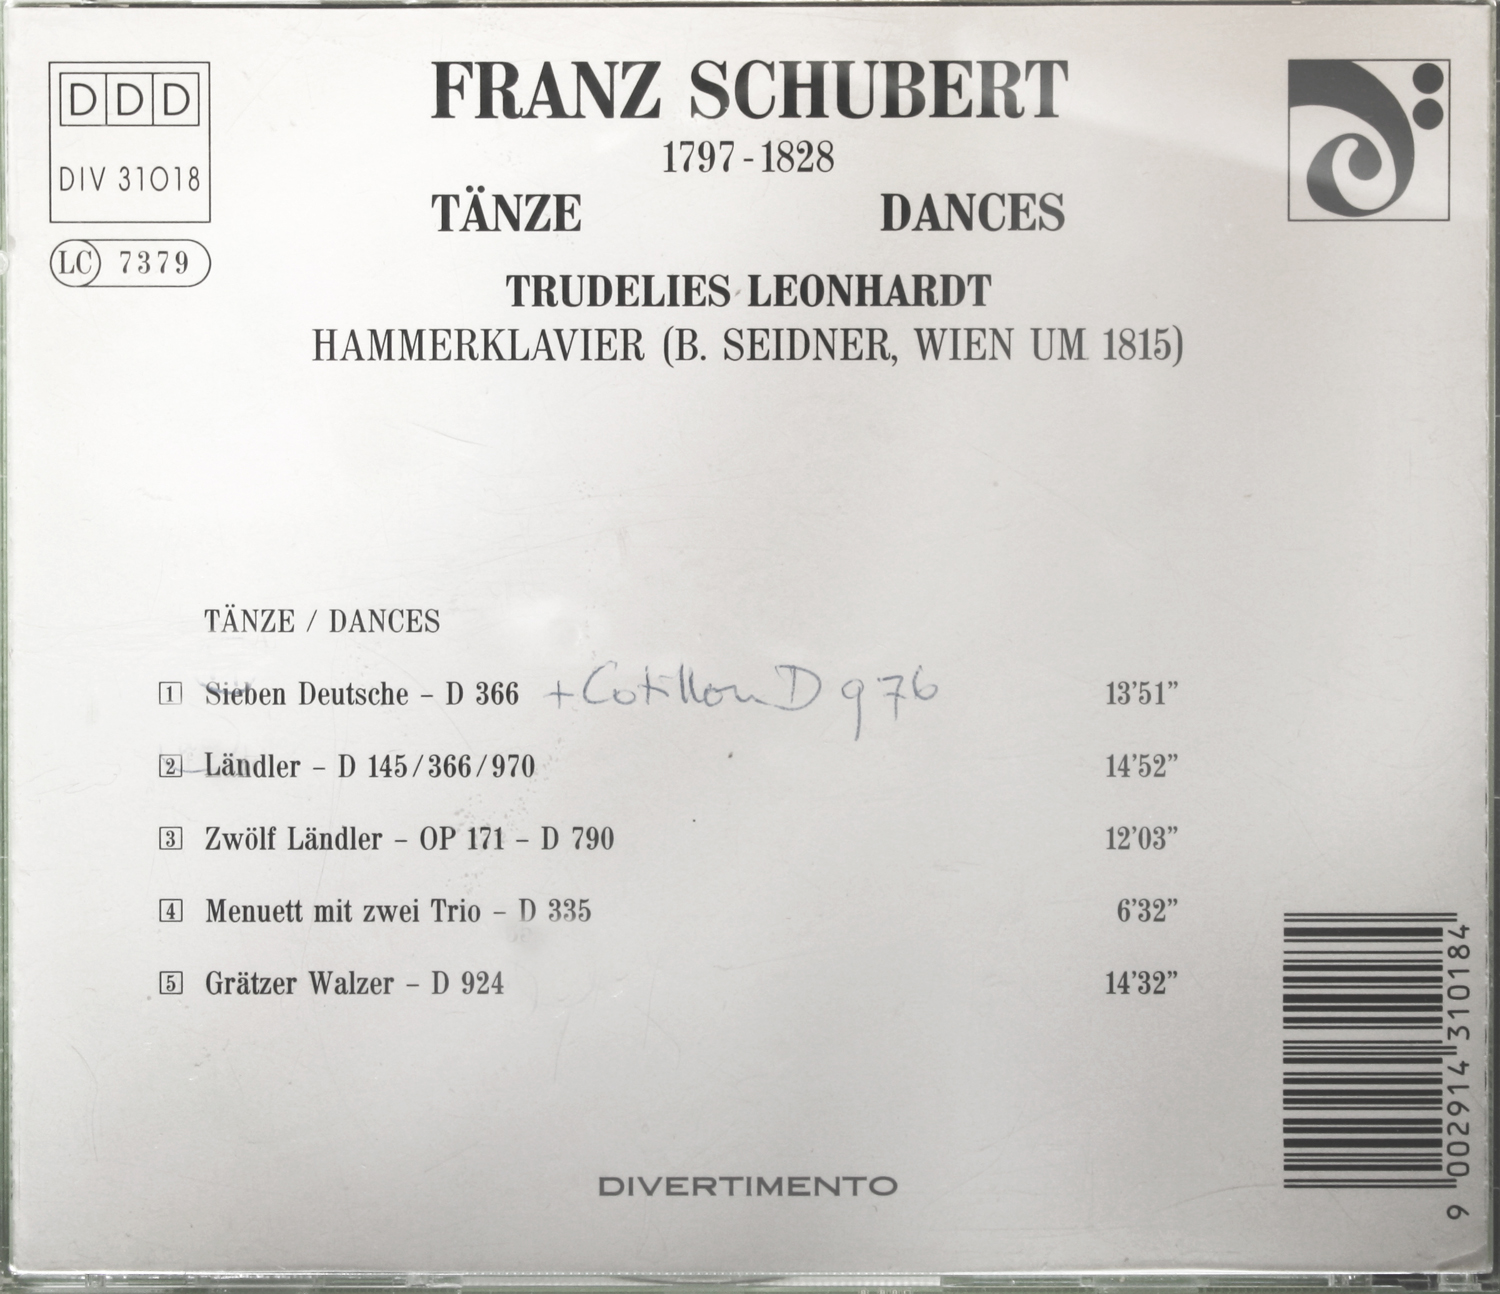 DDD
DIV 31018
LC 7379
FRANZ SCHUBERT
1797-1828
TÄNZE DANCES
TRUDELIES LEONHARDT
HAMMERKLAVIER (B. SEIDNER, WIEN UM 1815)
TÄNZE / DANCES
1 Sieben Deutsche – D 366 + Cotillon D 976 13'51"
2 Ländler – D 145/366/970 14'52"
3 Zwölf Ländler – OP 171 – D 790 12'03"
4 Menuett mit zwei Trio – D 335 6'32"
5 Grätzer Walzer – D 924 14'32"
DIVERTIMENTO
9 002914 310184